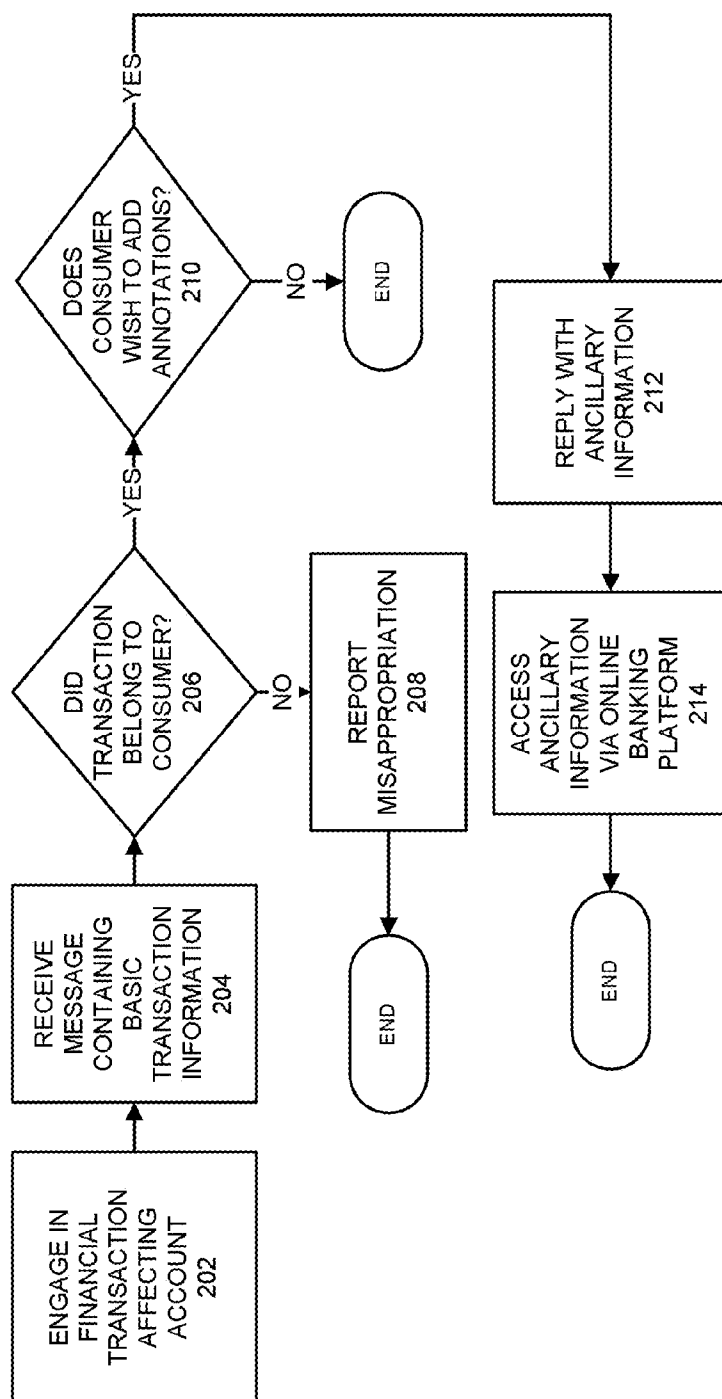 ENGAGE IN
FINANCIAL
TRANSACTION
AFFECTING
ACCOUNT
202
RECEIVE
MESSAGE
CONTAINING
BASIC
TRANSACTION
INFORMATION
204
DID
TRANSACTION
BELONG TO
CONSUMER?
206
YES
NO
REPORT
MISAPPROPRIATION
208
END
DOES
CONSUMER
WISH TO ADD
ANNOTATIONS?
210
YES
NO
END
REPLY WITH
ANCILLARY
INFORMATION
212
ACCESS
ANCILLARY
INFORMATION
VIA ONLINE
BANKING
PLATFORM
214
END